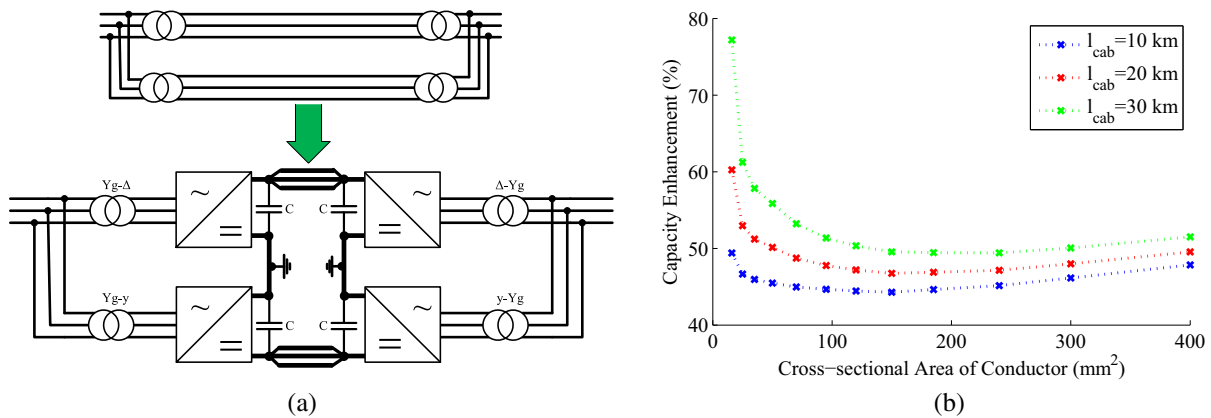 Yg-Δ
Δ-Yg
C
C
Yg-y
y-Yg
C
C
~
=
~
=
~
=
~
=
(a)
80
70
60
50
40
Capacity Enhancement (%)
l_cab=10 km
l_cab=20 km
l_cab=30 km
0
100
200
300
400
Cross−sectional Area of Conductor (mm²)
(b)